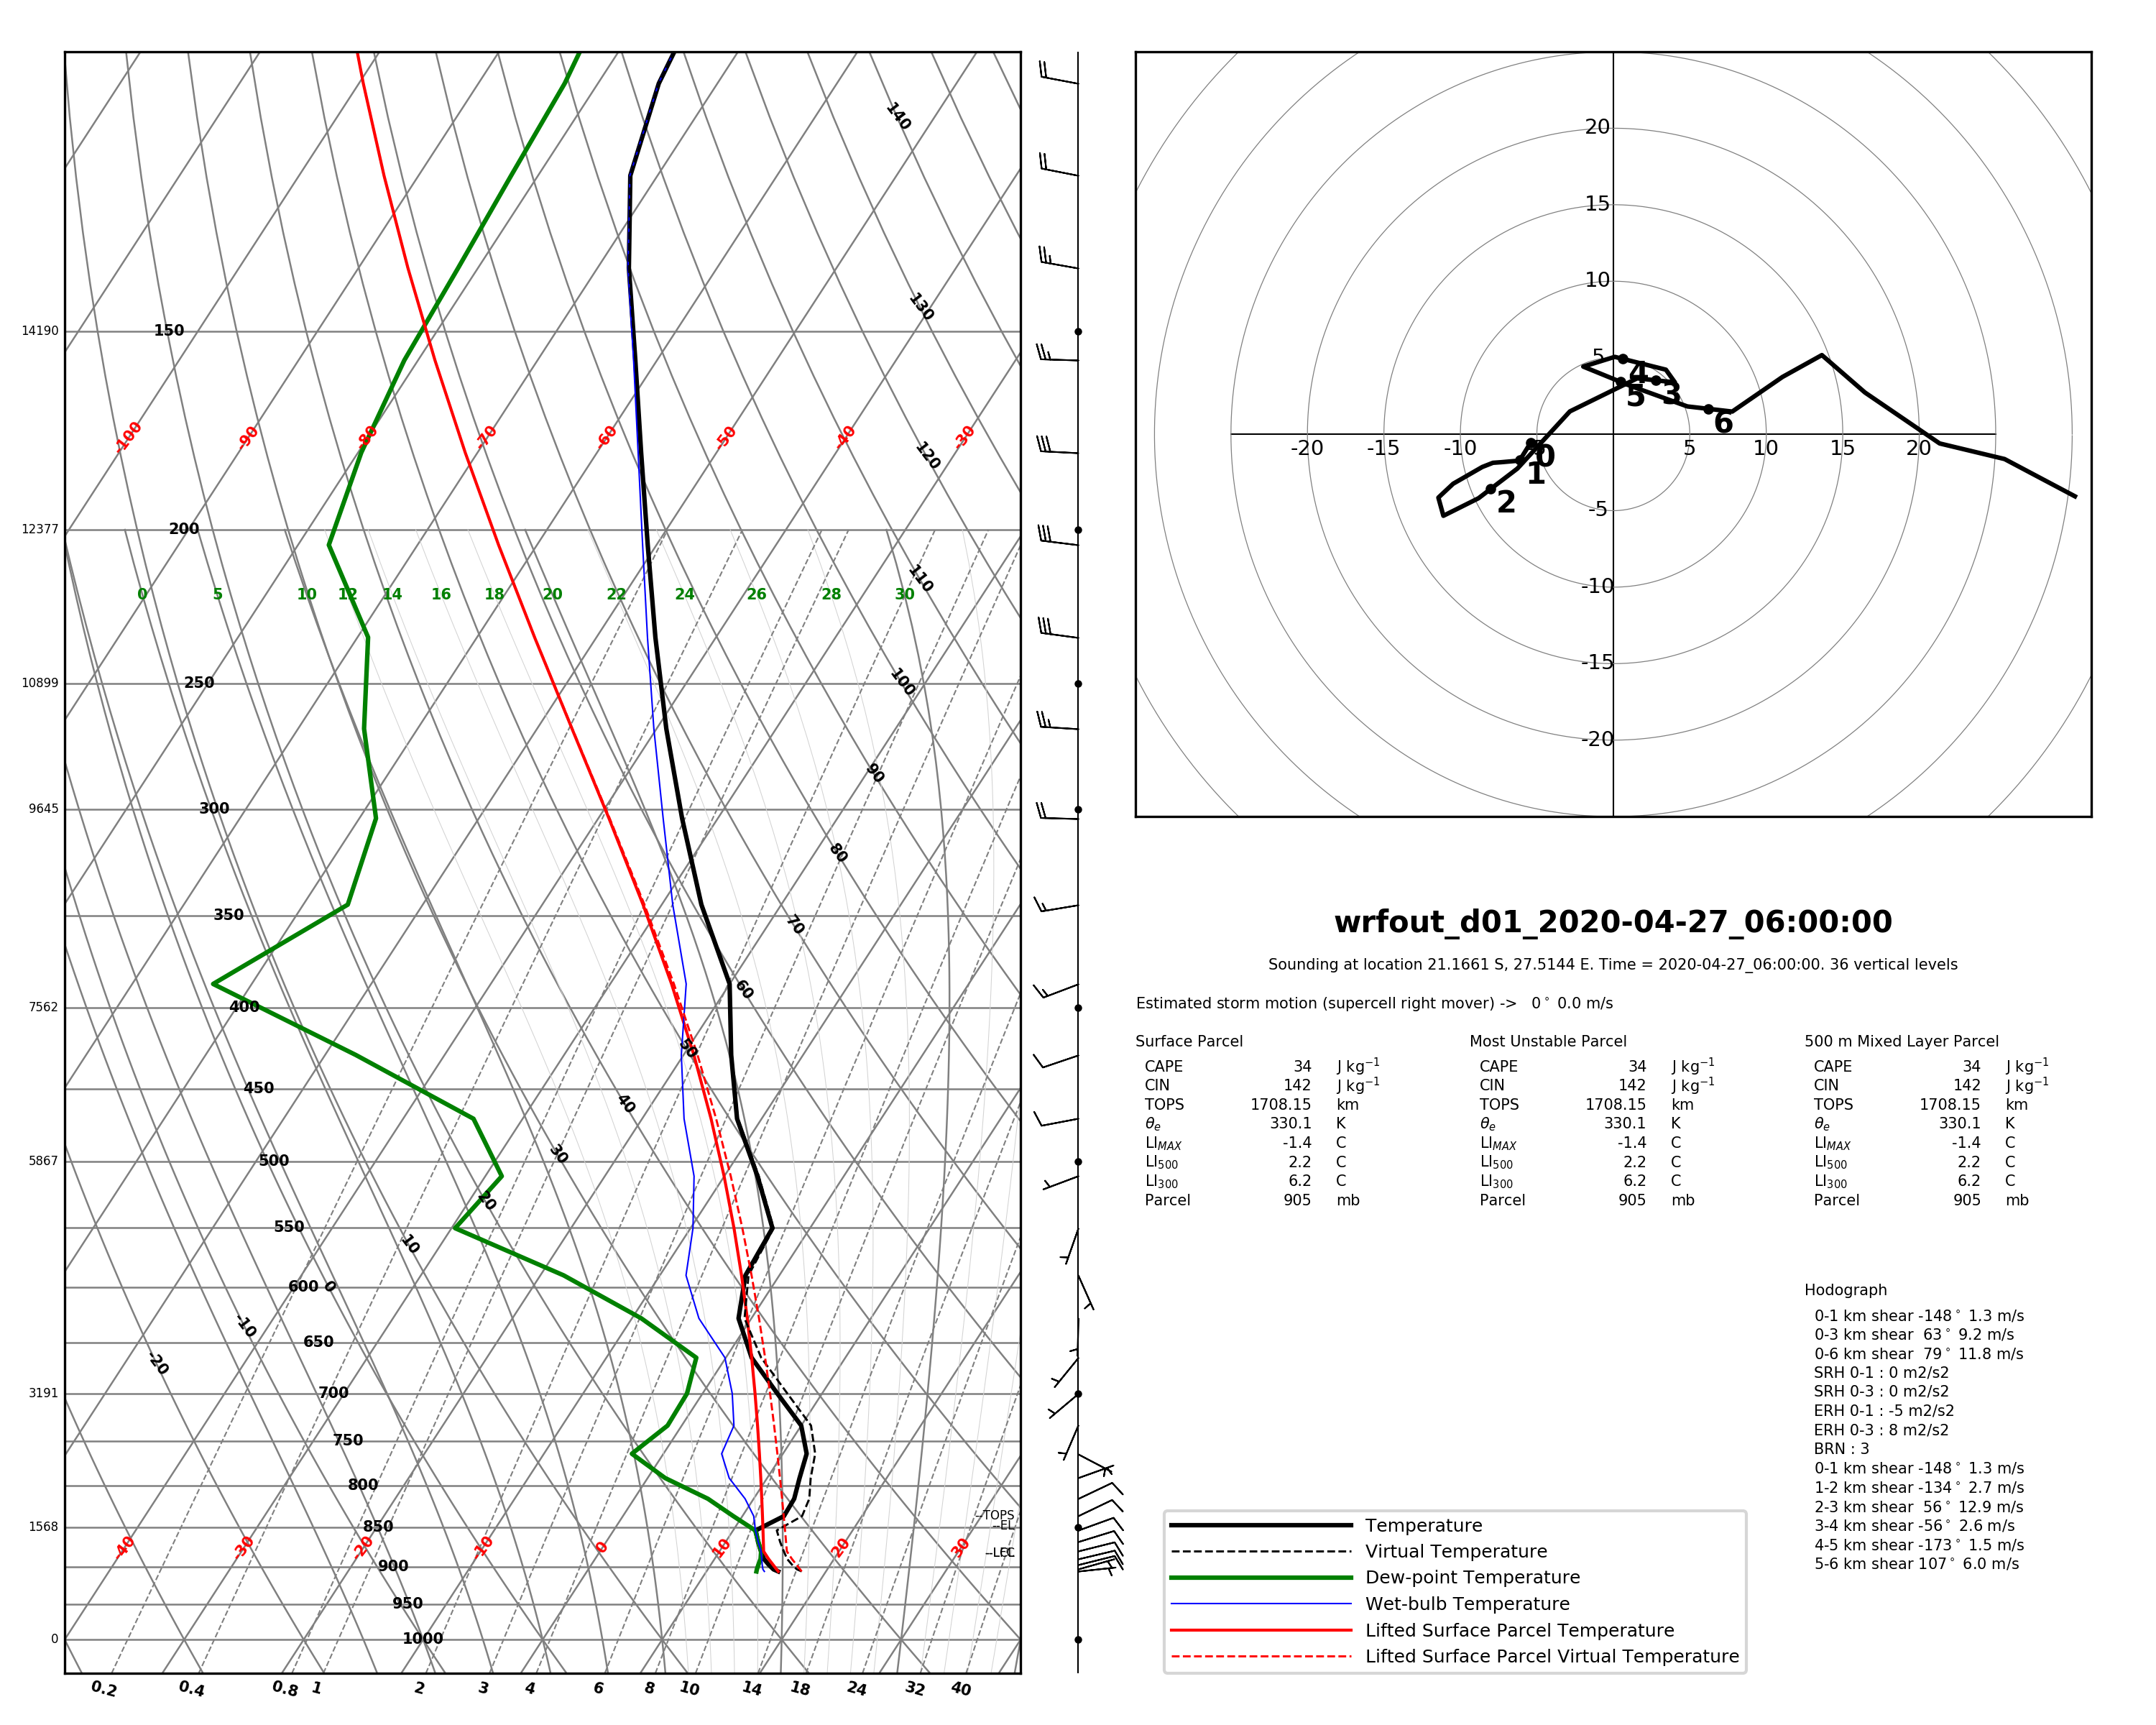 140
130
120
110
100
90
80
70
60
50
40
30
20
10
0
-10
-20
14190 150
-100 -90 -80 -70 -60 -50 -40 -30
12377 200
0 5 10 12 14 16 18 20 22 24 26 28 30
10899 250
9645 300
350
7562 400
450
5867 500
550
600
650
3191 700
750
800
--TOPS
--EL
1568 850
-40 -30 -20 -10 0 10 20 30
900
950
0 1000
0.2 0.4 0.8 1 2 3 4 6 8 10 14 18 24 32 40
20
15
10
5
-20 -15 -10 5 10 15 20
-5
-10
-15
-20
0
1
2
3
4
5
6
wrfout_d01_2020-04-27_06:00:00
Sounding at location 21.1661 S, 27.5144 E. Time = 2020-04-27_06:00:00. 36 vertical levels
Estimated storm motion (supercell right mover) -> 0° 0.0 m/s
Surface Parcel
CAPE 34 J kg⁻¹
CIN 142 J kg⁻¹
TOPS 1708.15 km
θe 330.1 K
LIMAX -1.4 C
LI500 2.2 C
LI300 6.2 C
Parcel 905 mb
Most Unstable Parcel
CAPE 34 J kg⁻¹
CIN 142 J kg⁻¹
TOPS 1708.15 km
θe 330.1 K
LIMAX -1.4 C
LI500 2.2 C
LI300 6.2 C
Parcel 905 mb
500 m Mixed Layer Parcel
CAPE 34 J kg⁻¹
CIN 142 J kg⁻¹
TOPS 1708.15 km
θe 330.1 K
LIMAX -1.4 C
LI500 2.2 C
LI300 6.2 C
Parcel 905 mb
Hodograph
0-1 km shear -148° 1.3 m/s
0-3 km shear 63° 9.2 m/s
0-6 km shear 79° 11.8 m/s
SRH 0-1 : 0 m2/s2
SRH 0-3 : 0 m2/s2
ERH 0-1 : -5 m2/s2
ERH 0-3 : 8 m2/s2
BRN : 3
0-1 km shear -148° 1.3 m/s
1-2 km shear -134° 2.7 m/s
2-3 km shear 56° 12.9 m/s
3-4 km shear -56° 2.6 m/s
4-5 km shear -173° 1.5 m/s
5-6 km shear 107° 6.0 m/s
Temperature
Virtual Temperature
Dew-point Temperature
Wet-bulb Temperature
Lifted Surface Parcel Temperature
Lifted Surface Parcel Virtual Temperature